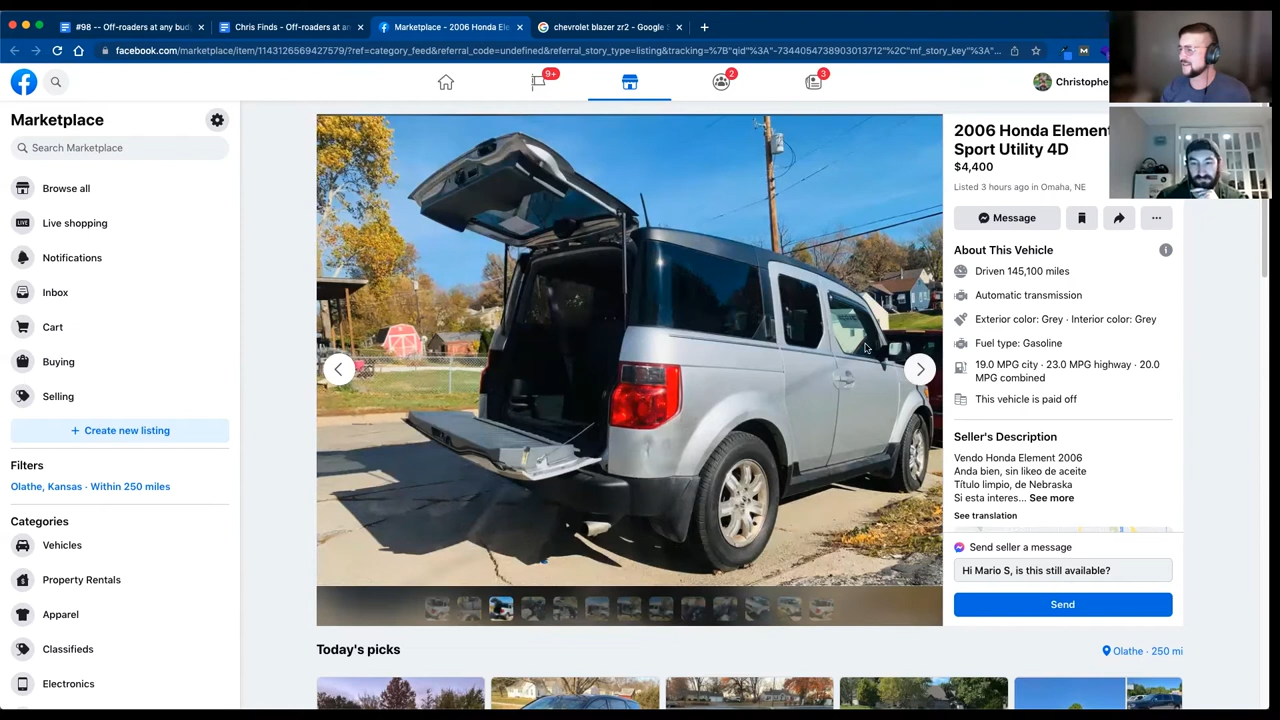 #98 -- Off-roaders at any bud
Chris Finds - Off-roaders at an
Marketplace - 2006 Honda Ele
chevrolet blazer zr2 - Google
facebook.com/marketplace/item/1143126569427579/?ref=category_feed&referral_code=undefined&referral_story_type=listing&tracking=%7B"qid"%3A"-7344054738903013712"%2C"mf_story_key"%3A"...
9+
2
3
Christophe
Marketplace
Search Marketplace
Browse all
LIVE
Live shopping
Notifications
Inbox
Cart
Buying
Selling
+ Create new listing
Filters
Olathe, Kansas · Within 250 miles
Categories
Vehicles
Property Rentals
Apparel
Classifieds
Electronics
2006 Honda Element
Sport Utility 4D
$4,400
Listed 3 hours ago in Omaha, NE
Message
About This Vehicle
Driven 145,100 miles
Automatic transmission
Exterior color: Grey · Interior color: Grey
Fuel type: Gasoline
19.0 MPG city · 23.0 MPG highway · 20.0
MPG combined
This vehicle is paid off
Seller's Description
Vendo Honda Element 2006
Anda bien, sin likeo de aceite
Título limpio, de Nebraska
Si esta interes... See more
See translation
Send seller a message
Hi Mario S, is this still available?
Send
Today's picks
Olathe · 250 mi